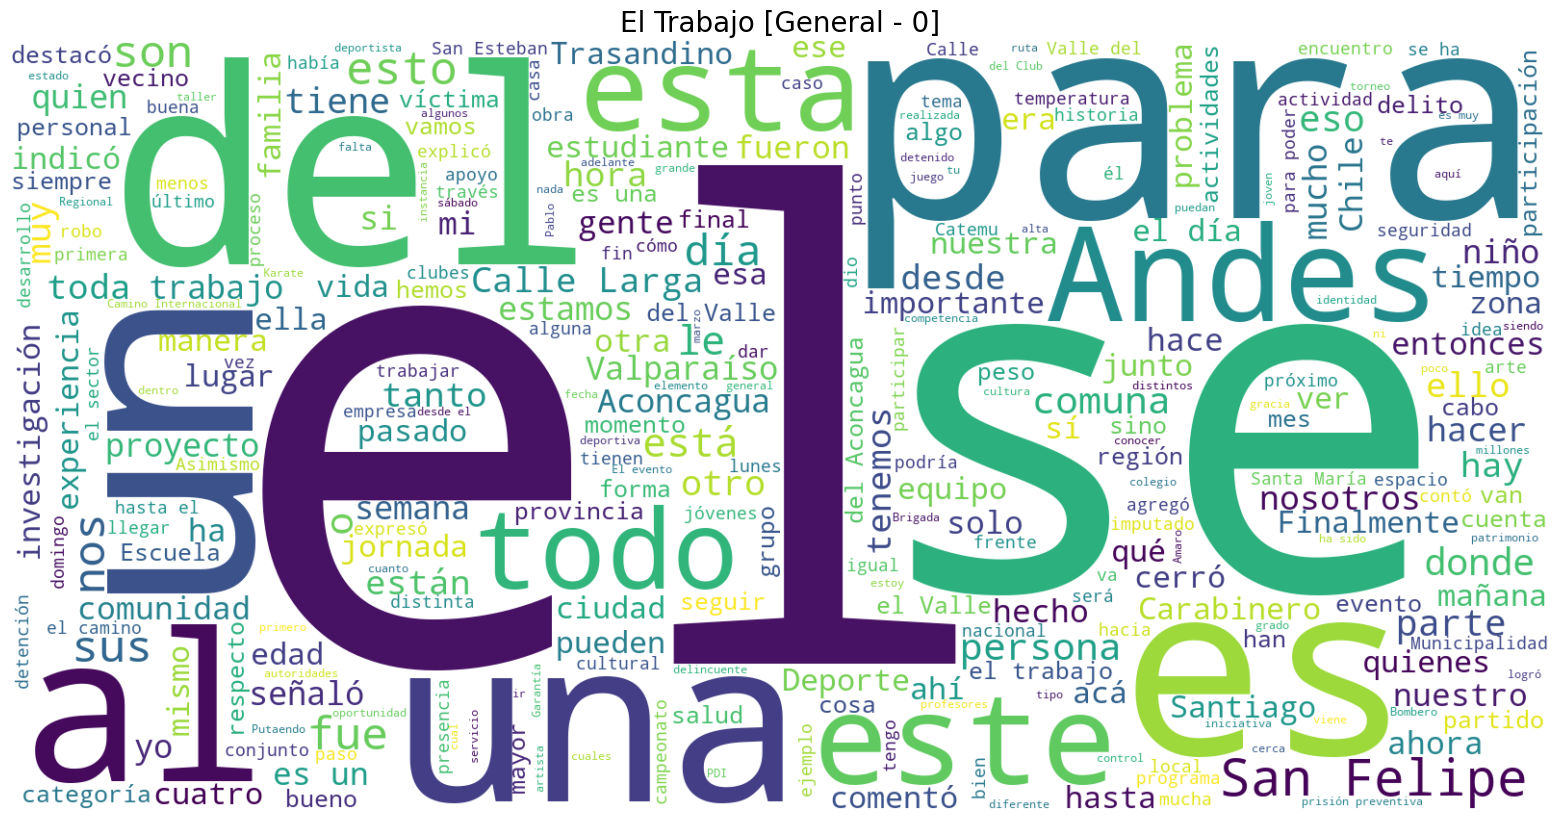 El Trabajo [General - 0]
destacó
son
deportista
había
San Esteban
Trasandino
ese
Calle
ruta
Valle del
encuentro
se ha
estado
vecino
esto
casa
esta
caso
para
del Club
quien
taller
familia
tiene
víctima
algunos
obra
tema
temperatura
problema
actividades
actividad
torneo
delito
participación
buena
personal
del
vamos
realizada
algo
era
historia
para poder
mucho
eso
Chile
es muy
te
indicó
falta
explicó
estudiante
fueron
detenido
siempre
menos
apoyo
adelante
hora
grande
juego
tu
él
joven
aquí
Regional
último
instancia
través
nada
es una
punto
puedan
desarrollo
muy
robo
proceso
si
mi
sábado
Pablo
gente
final
Catemu
alta
el día
seguridad
primera
fin
cómo
día
nuestra
niño
Karate
clubes
dio
desde
tiempo
toda
trabajo
vida
hemos
Calle Larga
esa
importante
Andes
identidad
zona
Camino Internacional
estamos
del Valle
competencia
idea
siendo
un
ella
alguna
marzo
el
se
ni
investigación
experiencia
manera
otra
le
hace
entonces
vez
dar
lugar
trabajar
Valparaíso
elemento
general
participar
peso
junto
próximo
arte
poco
el sector
dentro
tanto
fecha
cultura
distintos
ver
ello
empresa
desde el
Aconcagua
comuna
gracia
cabo
pasado
momento
sí
sino
mes
hacer
proyecto
deportiva
está
del Aconcagua
tenemos
conocer
Asimismo
tienen
El evento
lunes
podría
región
millones
hay
forma
otro
equipo
colegio
Santa María
espacio
nos
hasta el
semana
provincia
jóvenes
nosotros
contó
van
llegar
ha
o
expresó
todo
grupo
Brigada
solo
agregó
imputado
Finalmente
cuenta
domingo
Escuela
jornada
frente
qué
Amaro
ha sido
patrimonio
cuanto
igual
va
donde
están
estoy
cerró
distinta
será
mañana
comunidad
ciudad
seguir
el Valle
hecho
Carabinero
evento
detención
el camino
primero
pueden
nacional
hacia
grado
parte
sus
respecto
edad
cultural
persona
han
Municipalidad
al
mismo
autoridades
una
delincuente
el trabajo
cerca
quienes
señaló
presencia
ir
Garantía
Deporte
ahí
tipo
acá
es
logró
oportunidad
cual
servicio
salud
cosa
profesores
Santiago
nuestro
Putaendo
fue
campeonato
este
tengo
iniciativa
viene
Bombero
partido
yo
conjunto
paso
mayor
artista
cuales
PDI
ejemplo
bien
control
local
ahora
es un
programa
categoría
cuatro
bueno
comentó
diferente
hasta
mucha
San Felipe
prisión preventiva